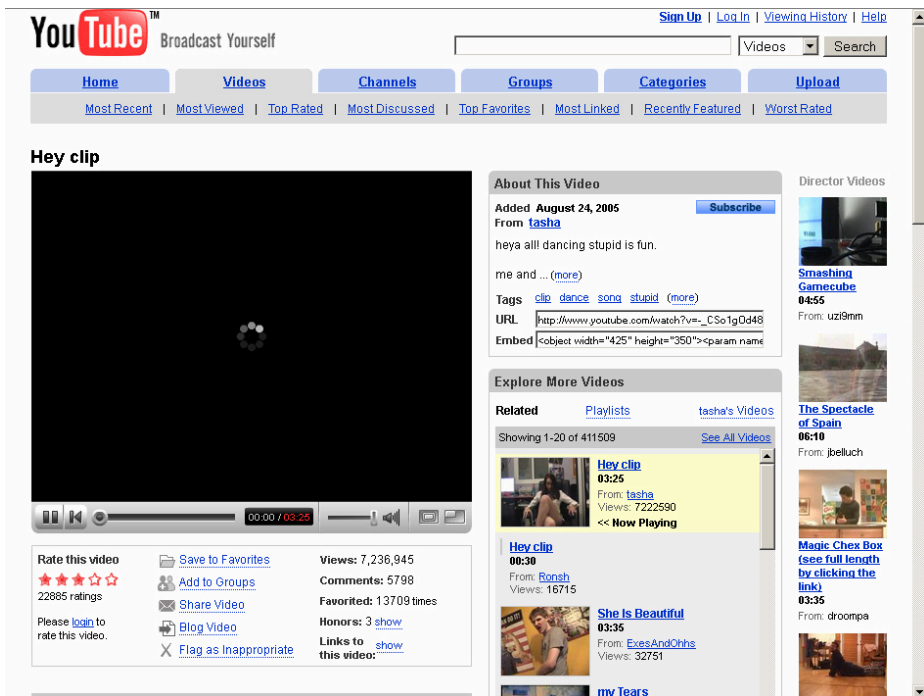 YouTube™
Broadcast Yourself
Sign Up | Log In | Viewing History | Help
Videos Search
Home Videos Channels Groups Categories Upload
Most Recent | Most Viewed | Top Rated | Most Discussed | Top Favorites | Most Linked | Recently Featured | Worst Rated
Hey clip
00:00 / 03:25
Rate this video
22885 ratings
Please login to
rate this video.
Save to Favorites
Add to Groups
Share Video
Blog Video
Flag as Inappropriate
Views: 7,236,945
Comments: 5798
Favorited: 13709 times
Honors: 3 show
Links to
this video: show
About This Video
Added August 24, 2005
Subscribe
From tasha
heya all! dancing stupid is fun.
me and ... (more)
Tags clip dance song stupid (more)
URL http://www.youtube.com/watch?v=-_CSo1gOd48
Embed <object width="425" height="350"><param name
Explore More Videos
Related Playlists tasha's Videos
Showing 1-20 of 411509 See All Videos
Hey clip
03:25
From: tasha
Views: 7222590
<< Now Playing
Hey clip
00:30
From: Ronsh
Views: 16715
She Is Beautiful
03:35
From: ExesAndOhhs
Views: 32751
my Tears
Director Videos
Smashing
Gamecube
04:55
From: uzi9mm
The Spectacle
of Spain
06:10
From: jbelluch
Magic Chex Box
(see full length
by clicking the
link)
03:35
From: droompa